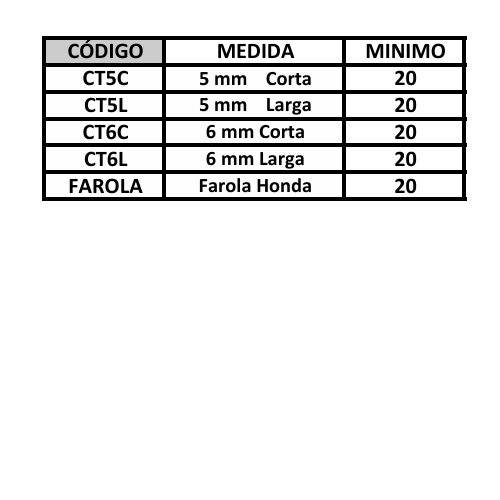 CÓDIGO MEDIDA MINIMO
CT5C 5 mm Corta 20
CT5L 5 mm Larga 20
CT6C 6 mm Corta 20
CT6L 6 mm Larga 20
FAROLA Farola Honda 20